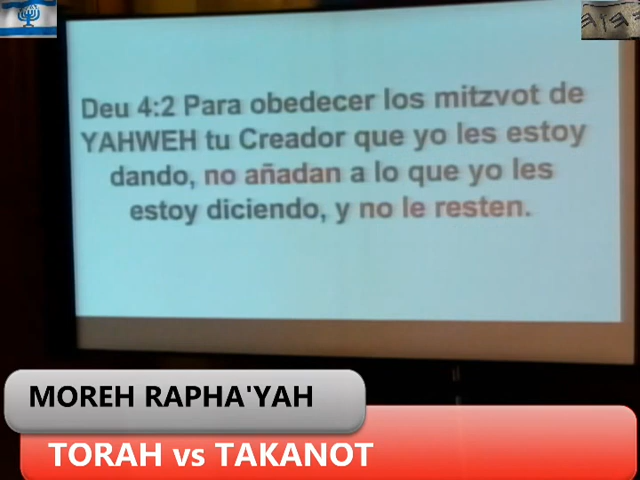 Deu 4:2 Para obedecer los mitzvot de
YAHWEH tu Creador que yo les estoy
dando, no añadan a lo que yo les
estoy diciendo, y no le resten.
MOREH RAPHA'YAH
TORAH vs TAKANOT